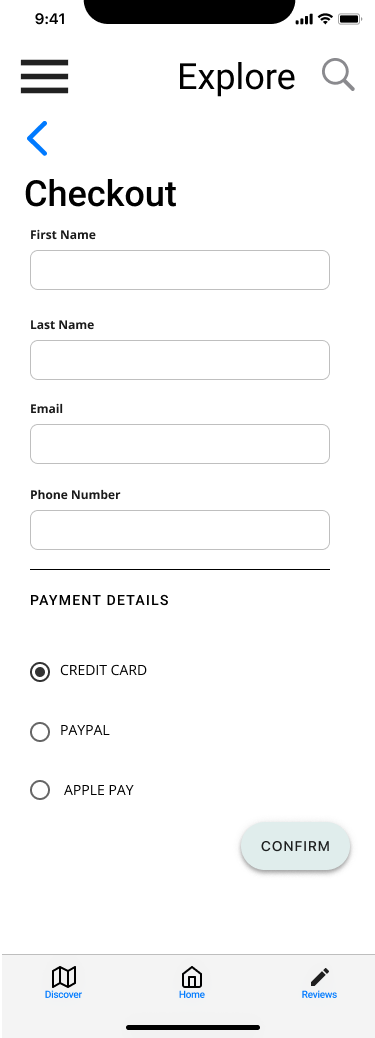 9:41
Explore
Checkout
First Name
Last Name
Email
Phone Number
PAYMENT DETAILS
CREDIT CARD
PAYPAL
APPLE PAY
CONFIRM
Discover
Home
Reviews